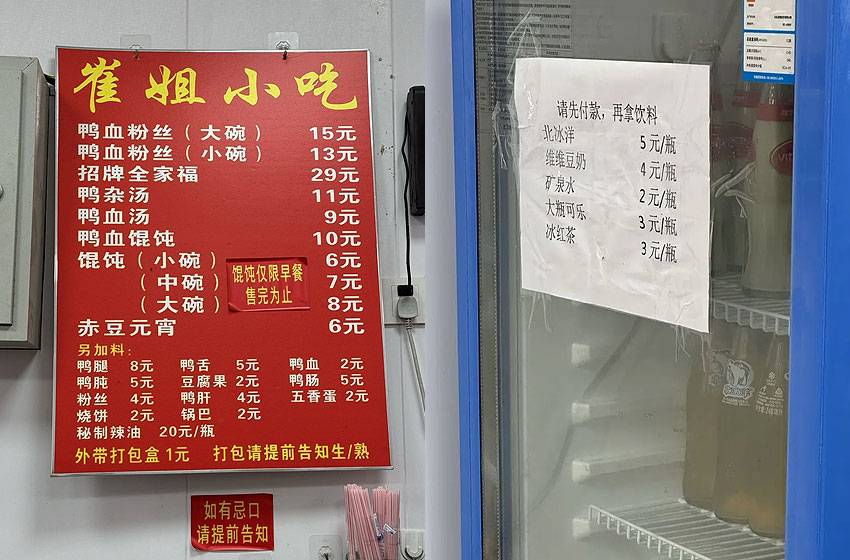 崔姐小吃
鸭血粉丝（大碗） 15元
鸭血粉丝（小碗） 13元
招牌全家福 29元
鸭杂汤 11元
鸭血汤 9元
鸭血馄饨 10元
馄饨（小碗） 6元
（中碗） 7元
（大碗） 8元
馄饨仅限早餐
售完为止
赤豆元宵 6元
另加料：
鸭腿 8元 鸭舌 5元 鸭血 2元
鸭肫 5元 豆腐果 2元 鸭肠 5元
粉丝 4元 鸭肝 4元 五香蛋 2元
烧饼 2元 锅巴 2元
秘制辣油 20元/瓶
外带打包盒1元 打包请提前告知生/熟
如有忌口
请提前告知
请先付款，再拿饮料
北冰洋 5元/瓶
维维豆奶 4元/瓶
矿泉水 2元/瓶
大瓶可乐 3元/瓶
冰红茶 3元/瓶